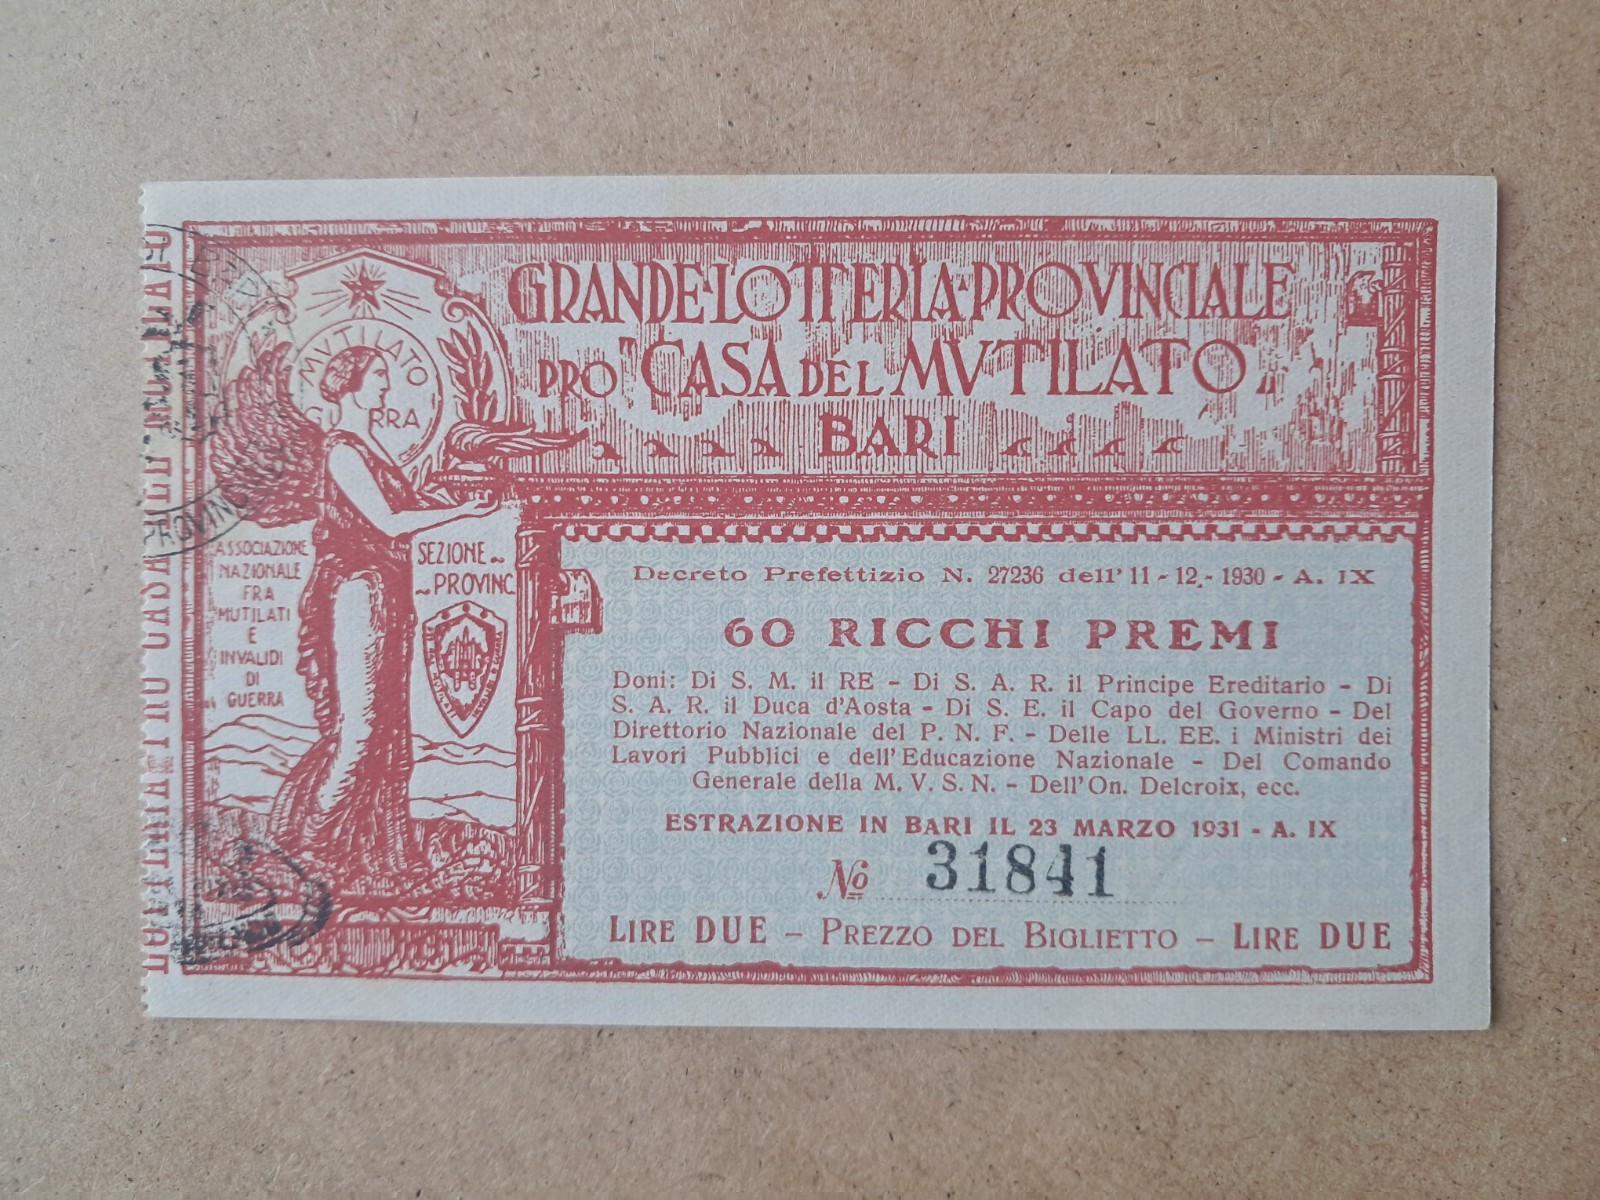 GRANDE·LOTTERIA·PROVINCIALE
PRO "CASA DEL MVTILATO"
BARI
MVTILATO
GUERRA
ASSOCIAZIONE
NAZIONALE
FRA
MUTILATI
E
INVALIDI
DI
GUERRA
SEZIONE~
~PROVINC
Decreto Prefettizio N. 27236 dell' 11 - 12.- 1930 - A. IX
60 RICCHI PREMI
Doni: Di S. M. il RE - Di S. A. R. il Principe Ereditario - Di
S. A. R. il Duca d'Aosta - Di S. E. il Capo del Governo - Del
Direttorio Nazionale del P. N. F. - Delle LL. EE. i Ministri dei
Lavori Pubblici e dell'Educazione Nazionale - Del Comando
Generale della M. V. S. N. - Dell'On. Delcroix, ecc.
ESTRAZIONE IN BARI IL 23 MARZO 1931 - A. IX
No 31841
LIRE DUE - PREZZO DEL BIGLIETTO - LIRE DUE